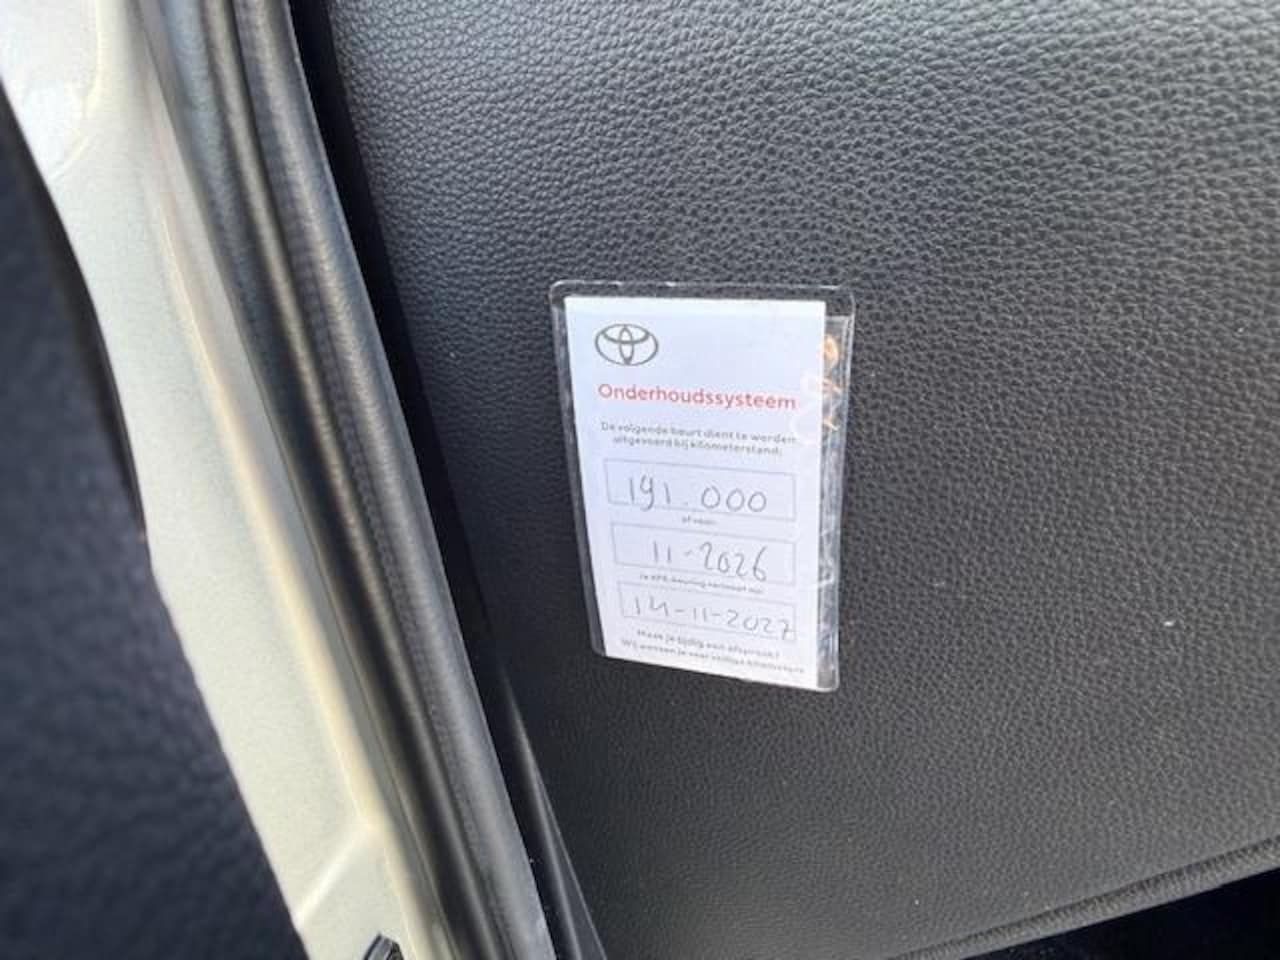 Onderhoudssysteem
De volgende beurt dient te worden
uitgevoerd bij kilometerstand:
191.000
of voor:
11-2026
Je APK-keuring verloopt op:
14-11-2027
Maak je tijdig een afspraak?
Wij wensen je veel veilige kilometers